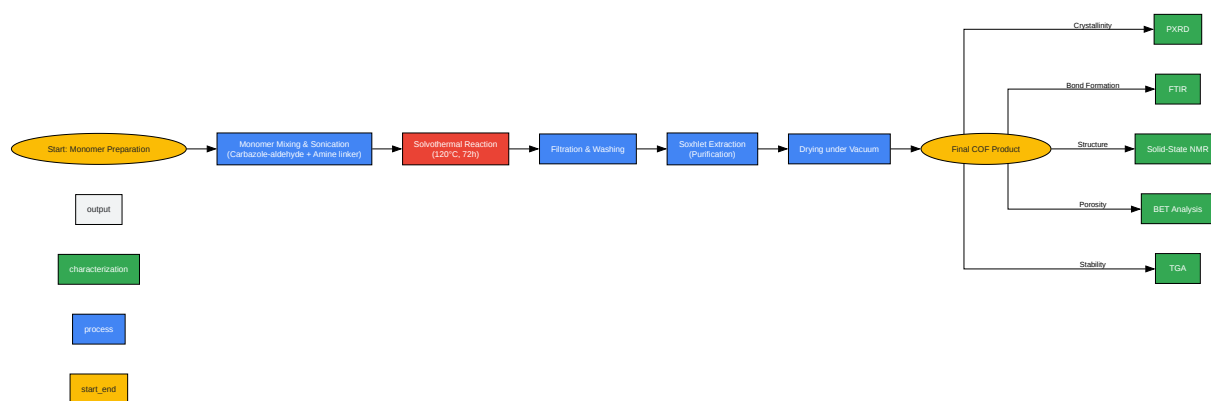 Start: Monomer Preparation
Monomer Mixing & Sonication
(Carbazole-aldehyde + Amine linker)
Solvothermal Reaction
(120°C, 72h)
Filtration & Washing
Soxhlet Extraction
(Purification)
Drying under Vacuum
Final COF Product
Crystallinity
PXRD
Bond Formation
FTIR
Structure
Solid-State NMR
Porosity
BET Analysis
Stability
TGA
output
characterization
process
start_end